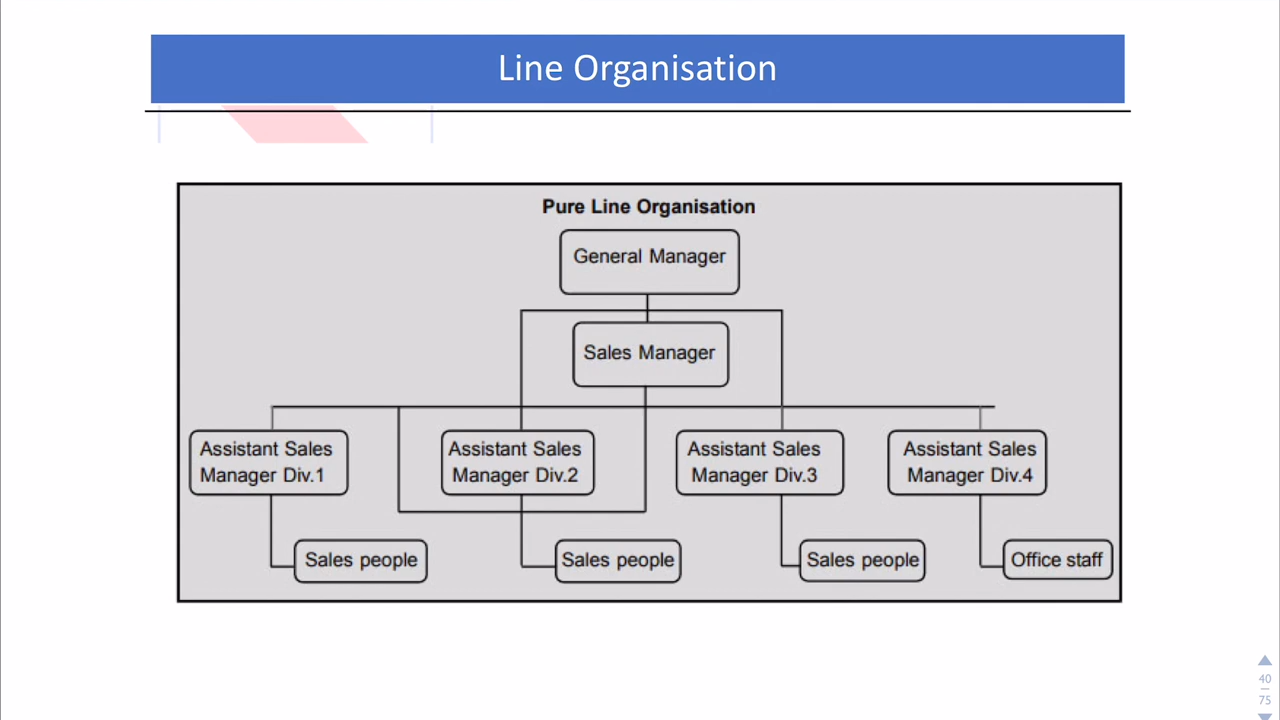 Line Organisation
Pure Line Organisation
General Manager
Sales Manager
Assistant Sales
Manager Div.1
Assistant Sales
Manager Div.2
Assistant Sales
Manager Div.3
Assistant Sales
Manager Div.4
Sales people
Sales people
Sales people
Office staff
40
75